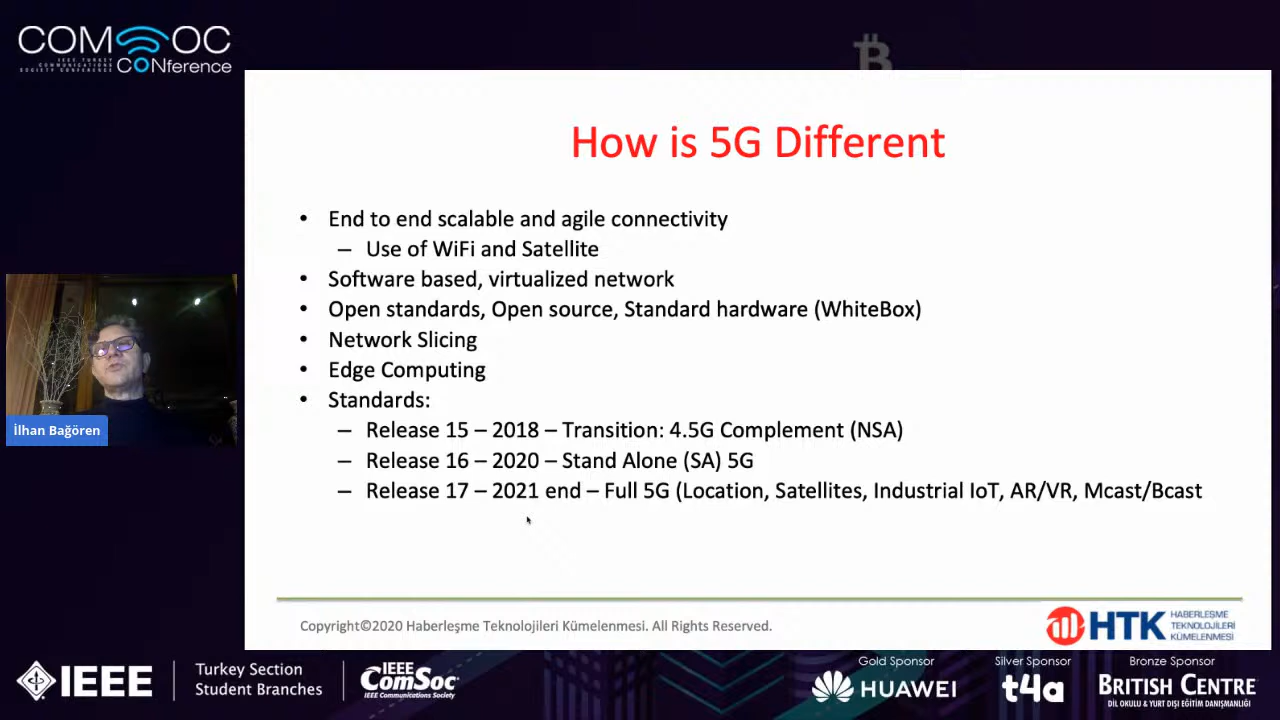 COMSOC
IEEE TURKEY
COMMUNICATIONS
SOCIETY CONFERENCE
CONference
How is 5G Different
• End to end scalable and agile connectivity
– Use of WiFi and Satellite
• Software based, virtualized network
• Open standards, Open source, Standard hardware (WhiteBox)
• Network Slicing
• Edge Computing
• Standards:
– Release 15 – 2018 – Transition: 4.5G Complement (NSA)
– Release 16 – 2020 – Stand Alone (SA) 5G
– Release 17 – 2021 end – Full 5G (Location, Satellites, Industrial IoT, AR/VR, Mcast/Bcast
İlhan Bağören
Copyright©2020 Haberleşme Teknolojileri Kümelenmesi. All Rights Reserved.
HTK
HABERLEŞME
TEKNOLOJİLERİ
KÜMELENMESİ
IEEE
Turkey Section
Student Branches
IEEE
ComSoc
IEEE Communications Society
Gold Sponsor
HUAWEI
Silver Sponsor
t4a
Bronze Sponsor
BRITISH CENTRE
DİL OKULU & YURT DIŞI EĞİTİM DANIŞMANLIĞI